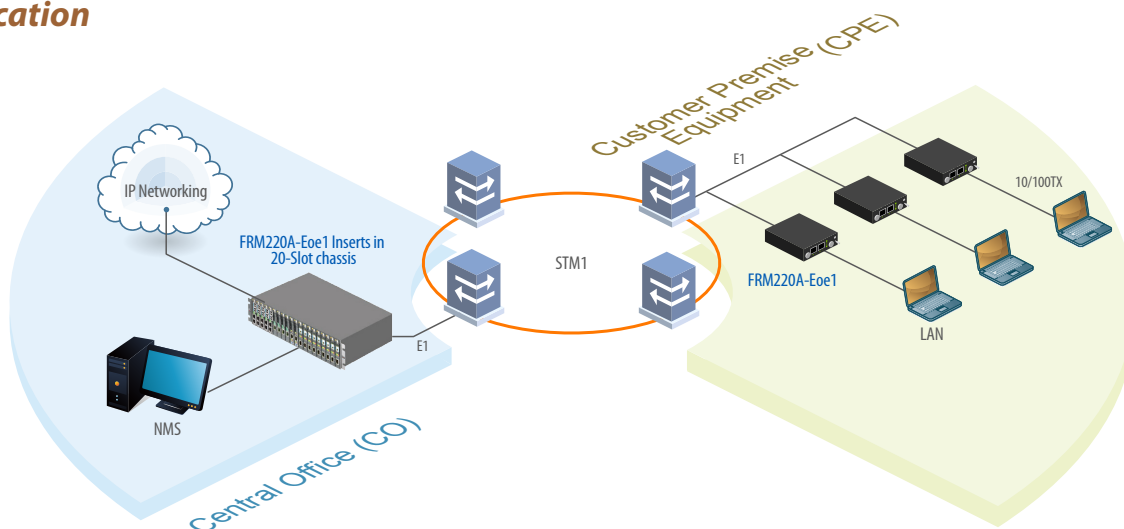 cation
Customer Premise (CPE)
Equipment
E1
10/100TX
IP Networking
FRM220A-Eoe1 Inserts in
20-Slot chassis
STM1
FRM220A-Eoe1
LAN
E1
NMS
Central Office (CO)